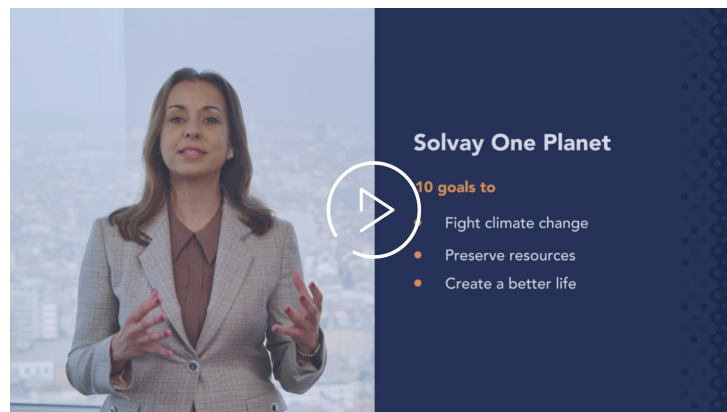 Solvay One Planet
10 goals to
Fight climate change
Preserve resources
Create a better life